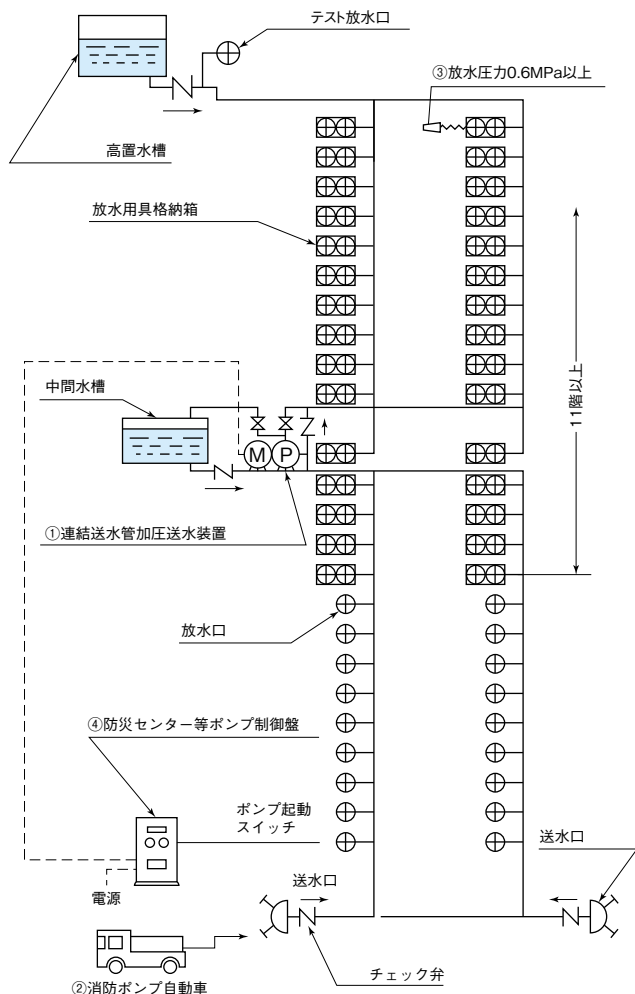 テスト放水口
③放水圧力0.6MPa以上
高置水槽
放水用具格納箱
中間水槽
11階以上
M
P
①連結送水管加圧送水装置
放水口
④防災センター等ポンプ制御盤
ポンプ起動
スイッチ
送水口
電源
送水口
チェック弁
②消防ポンプ自動車